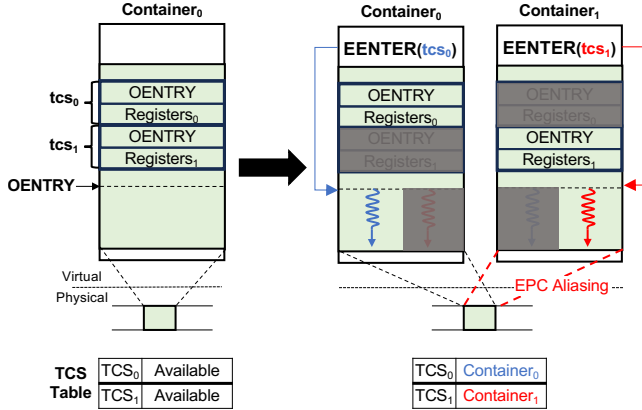 Container₀
Container₀
Container₁
EENTER(tcs₀)
EENTER(tcs₁)
tcs₀
OENTRY
Registers₀
tcs₁
OENTRY
Registers₁
OENTRY
OENTRY
Registers₀
OENTRY
Registers₁
OENTRY
Registers₀
OENTRY
Registers₁
Virtual
Physical
EPC Aliasing
TCS Table
TCS₀ Available
TCS₁ Available
TCS₀ Container₀
TCS₁ Container₁